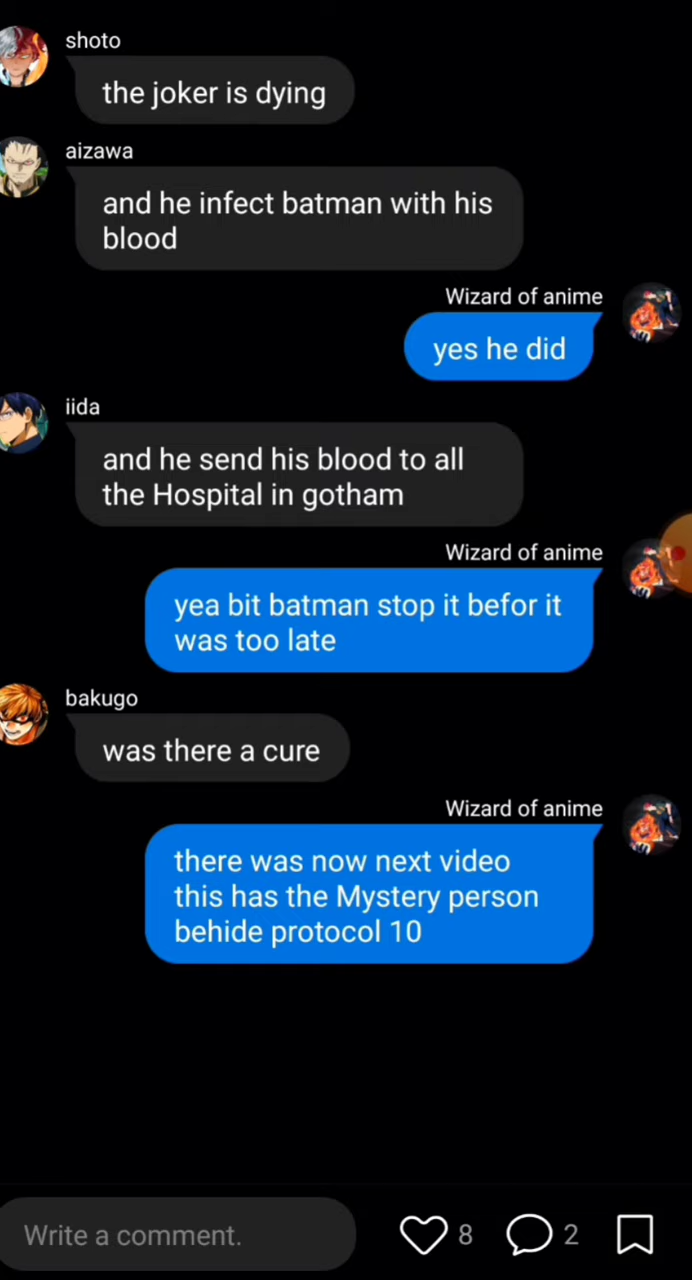 shoto
the joker is dying
aizawa
and he infect batman with his
blood
Wizard of anime
yes he did
iida
and he send his blood to all
the Hospital in gotham
Wizard of anime
yea bit batman stop it befor it
was too late
bakugo
was there a cure
Wizard of anime
there was now next video
this has the Mystery person
behide protocol 10
Write a comment.
8
2